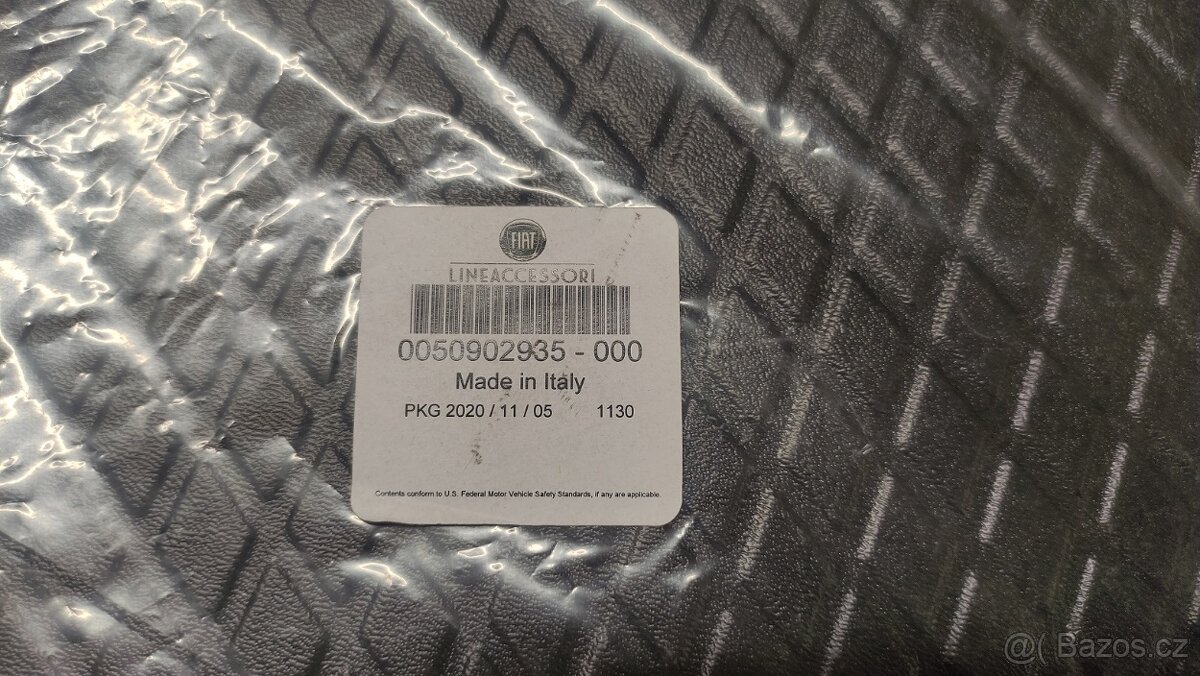 FIAT
LINEACCESSORI
0050902935 - 000
Made in Italy
PKG 2020 / 11 / 05 1130
Contents conform to U.S. Federal Motor Vehicle Safety Standards, if any are applicable.
@( Bazos.cz